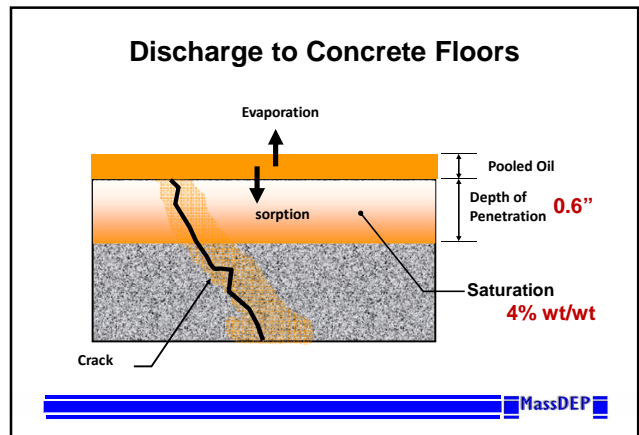 Discharge to Concrete Floors
Evaporation
Pooled Oil
Depth of
Penetration 0.6”
sorption
Saturation
4% wt/wt
Crack
MassDEP